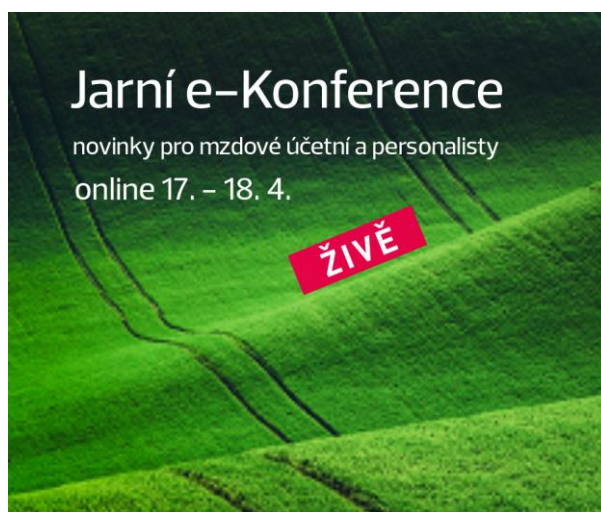 Jarní e-Konference
novinky pro mzdové účetní a personalisty
online 17. – 18. 4.
ŽIVĚ